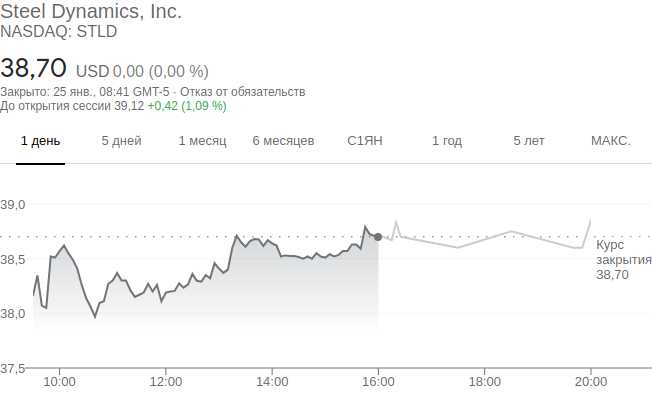 Steel Dynamics, Inc.
NASDAQ: STLD
38,70 USD 0,00 (0,00 %)
Закрыто: 25 янв., 08:41 GMT-5 · Отказ от обязательств
До открытия сессии 39,12 +0,42 (1,09 %)
1 день 5 дней 1 месяц 6 месяцев С1ЯН 1 год 5 лет МАКС.
39,0
38,5
38,0
37,5
Курс
закрытия
38,70
10:00 12:00 14:00 16:00 18:00 20:00